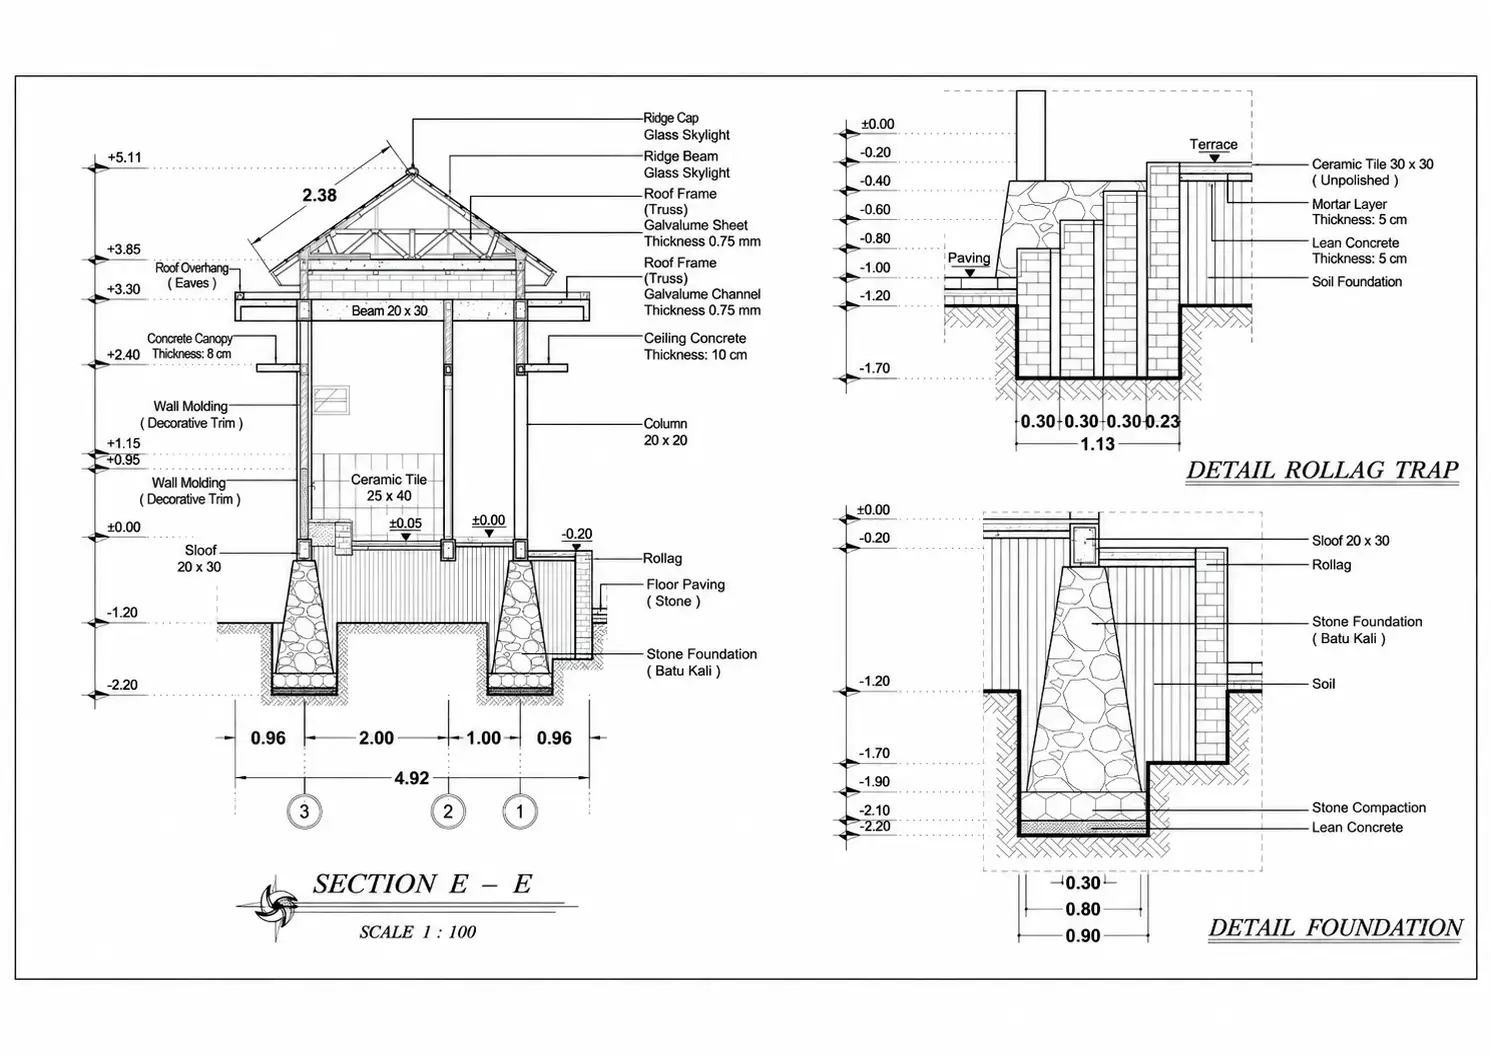 +5.11
2.38
+3.85
Roof Overhang
( Eaves )
+3.30
Beam 20 x 30
Concrete Canopy
Thickness: 8 cm
+2.40
Wall Molding
( Decorative Trim )
+1.15
+0.95
Wall Molding
( Decorative Trim )
Ceramic Tile
25 x 40
±0.00
±0.05
±0.00
-0.20
Sloof
20 x 30
-1.20
-2.20
Ridge Cap
Glass Skylight
Ridge Beam
Glass Skylight
Roof Frame
(Truss)
Galvalume Sheet
Thickness 0.75 mm
Roof Frame
(Truss)
Galvalume Channel
Thickness 0.75 mm
Ceiling Concrete
Thickness: 10 cm
Column
20 x 20
Rollag
Floor Paving
( Stone )
Stone Foundation
( Batu Kali )
0.96
2.00
1.00
0.96
4.92
3
2
1
SECTION E – E
SCALE 1 : 100
±0.00
-0.20
-0.40
-0.60
-0.80
-1.00
-1.20
-1.70
Paving
Terrace
Ceramic Tile 30 x 30
( Unpolished )
Mortar Layer
Thickness: 5 cm
Lean Concrete
Thickness: 5 cm
Soil Foundation
0.30
0.30
0.30
0.23
1.13
DETAIL ROLLAG TRAP
±0.00
-0.20
-1.20
-1.70
-1.90
-2.10
-2.20
Sloof 20 x 30
Rollag
Stone Foundation
( Batu Kali )
Soil
Stone Compaction
Lean Concrete
0.30
0.80
0.90
DETAIL FOUNDATION